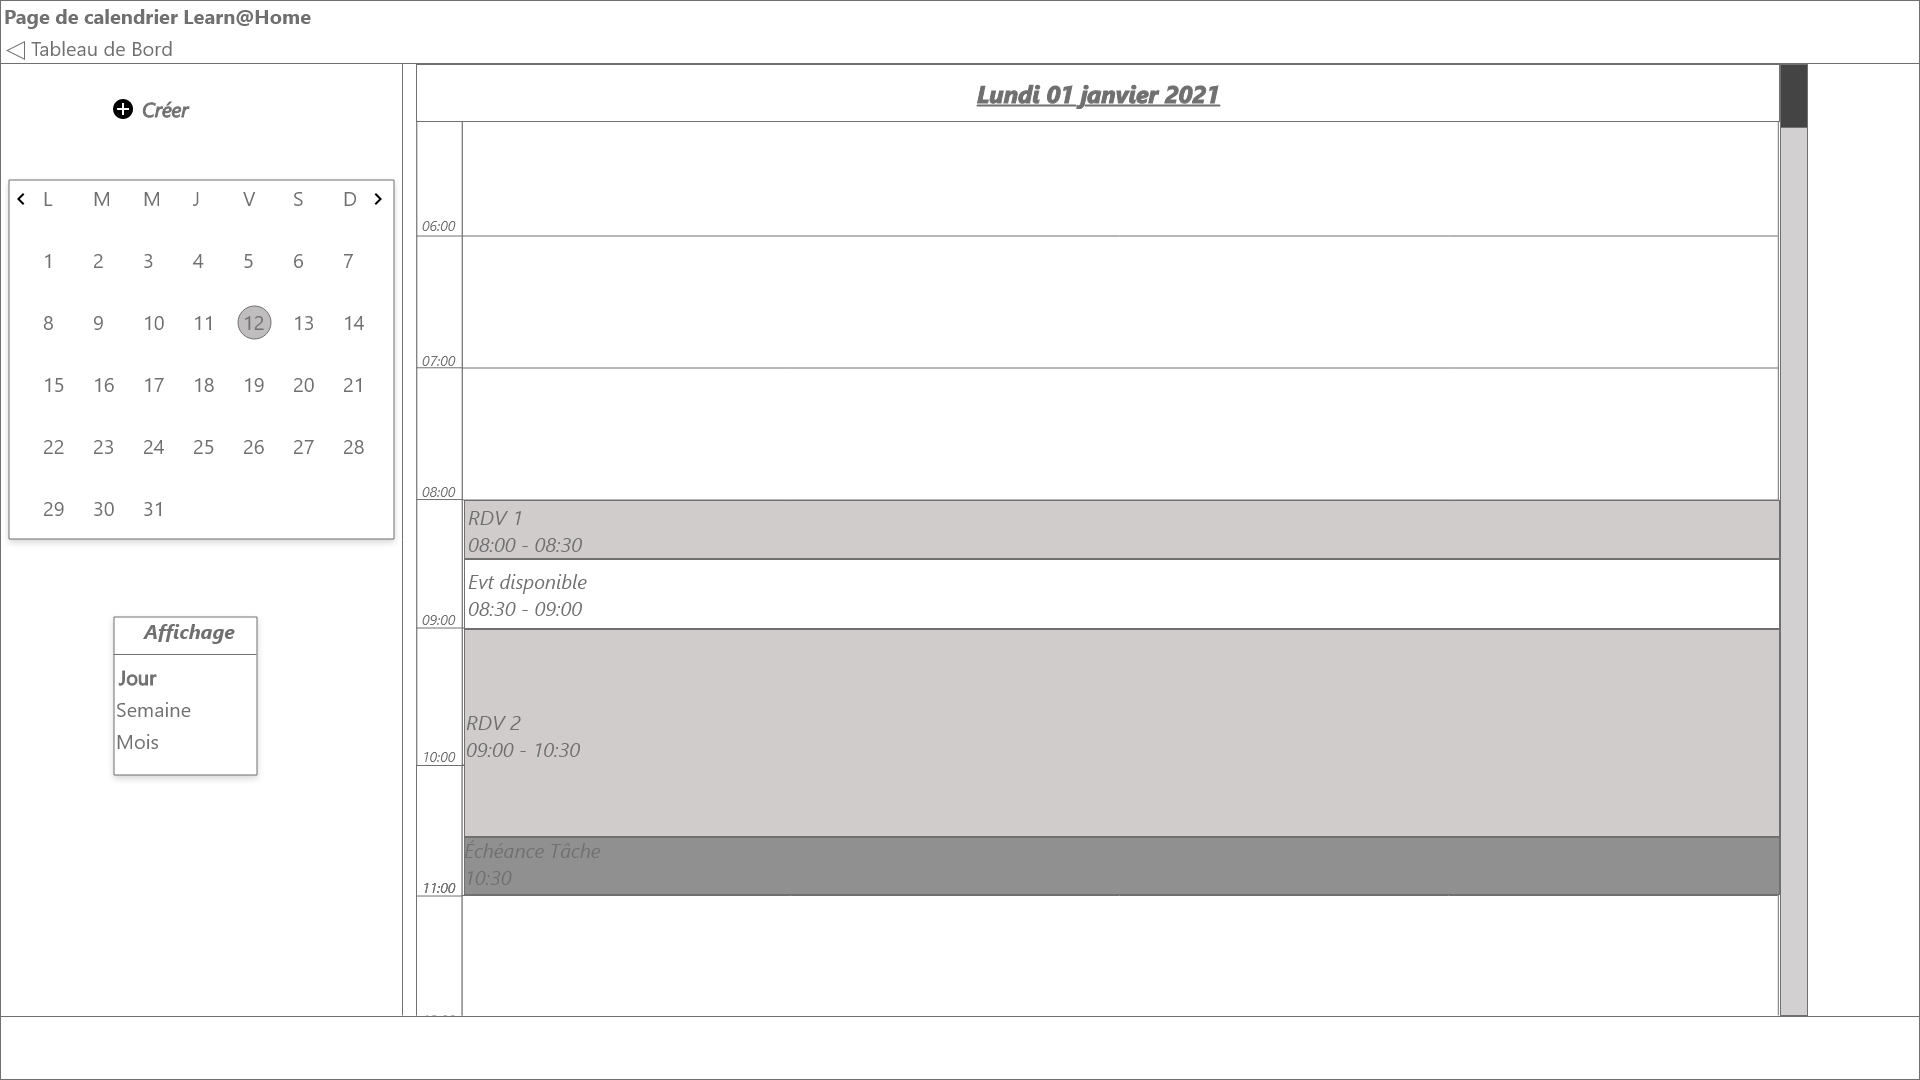 Page de calendrier Learn@Home
Tableau de Bord
Créer
L M M J V S D
1 2 3 4 5 6 7
8 9 10 11 12 13 14
15 16 17 18 19 20 21
22 23 24 25 26 27 28
29 30 31
Affichage
Jour
Semaine
Mois
Lundi 01 janvier 2021
06:00
07:00
08:00
RDV 1
08:00 - 08:30
Evt disponible
08:30 - 09:00
09:00
RDV 2
09:00 - 10:30
10:00
Échéance Tâche
10:30
11:00